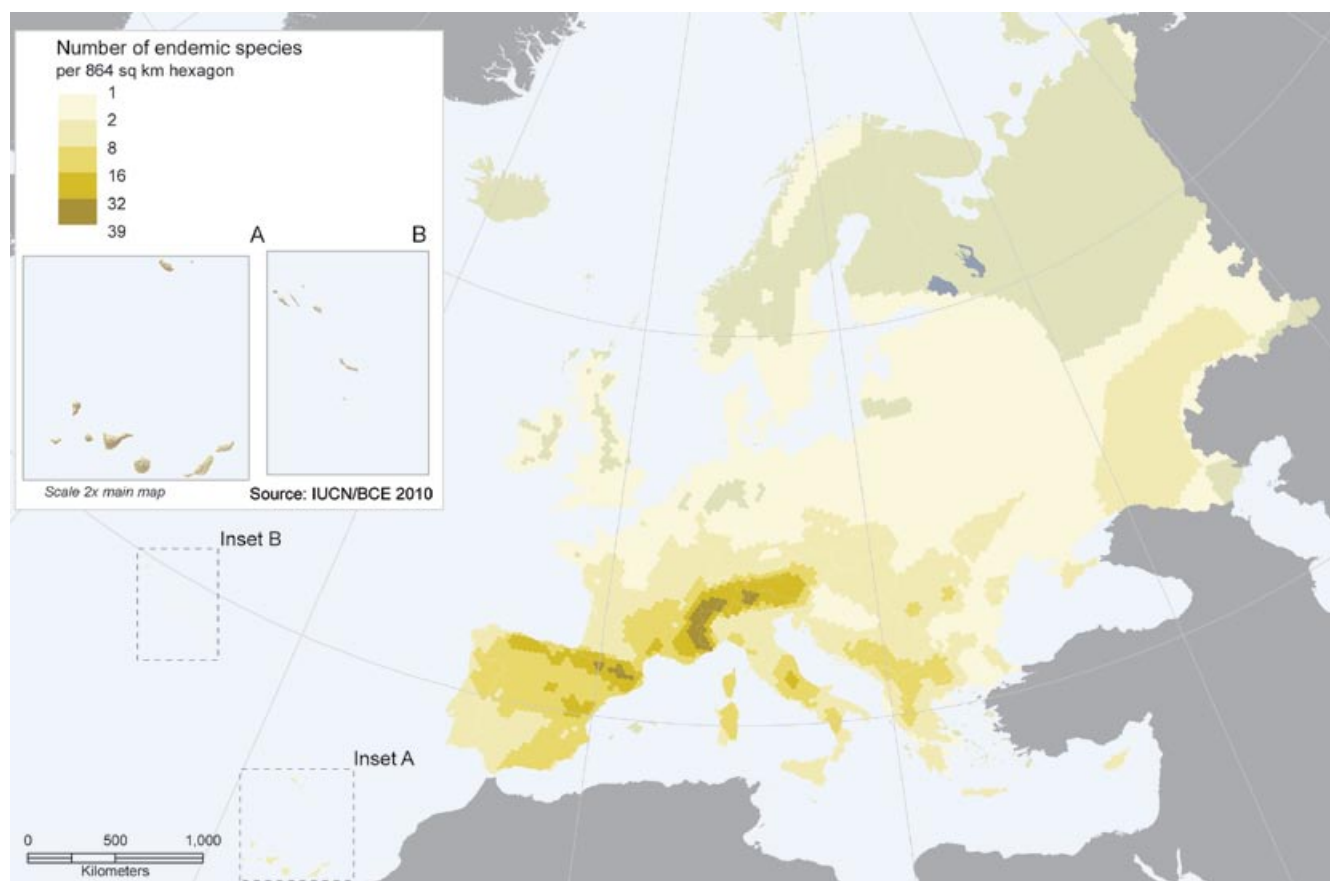 Number of endemic species
per 864 sq km hexagon
1
2
8
16
32
39
A
B
Scale 2x main map
Source: IUCN/BCE 2010
Inset B
Inset A
0 500 1,000
Kilometers